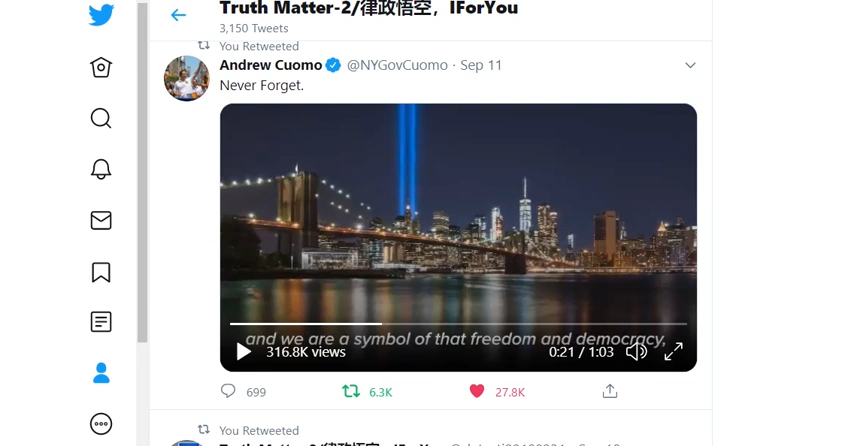 Truth Matter-2/律政悟空，IForYou
3,150 Tweets
You Retweeted
Andrew Cuomo @NYGovCuomo · Sep 11
Never Forget.
and we are a symbol of that freedom and democracy,
316.8K views
0:21 / 1:03
699
6.3K
27.8K
You Retweeted